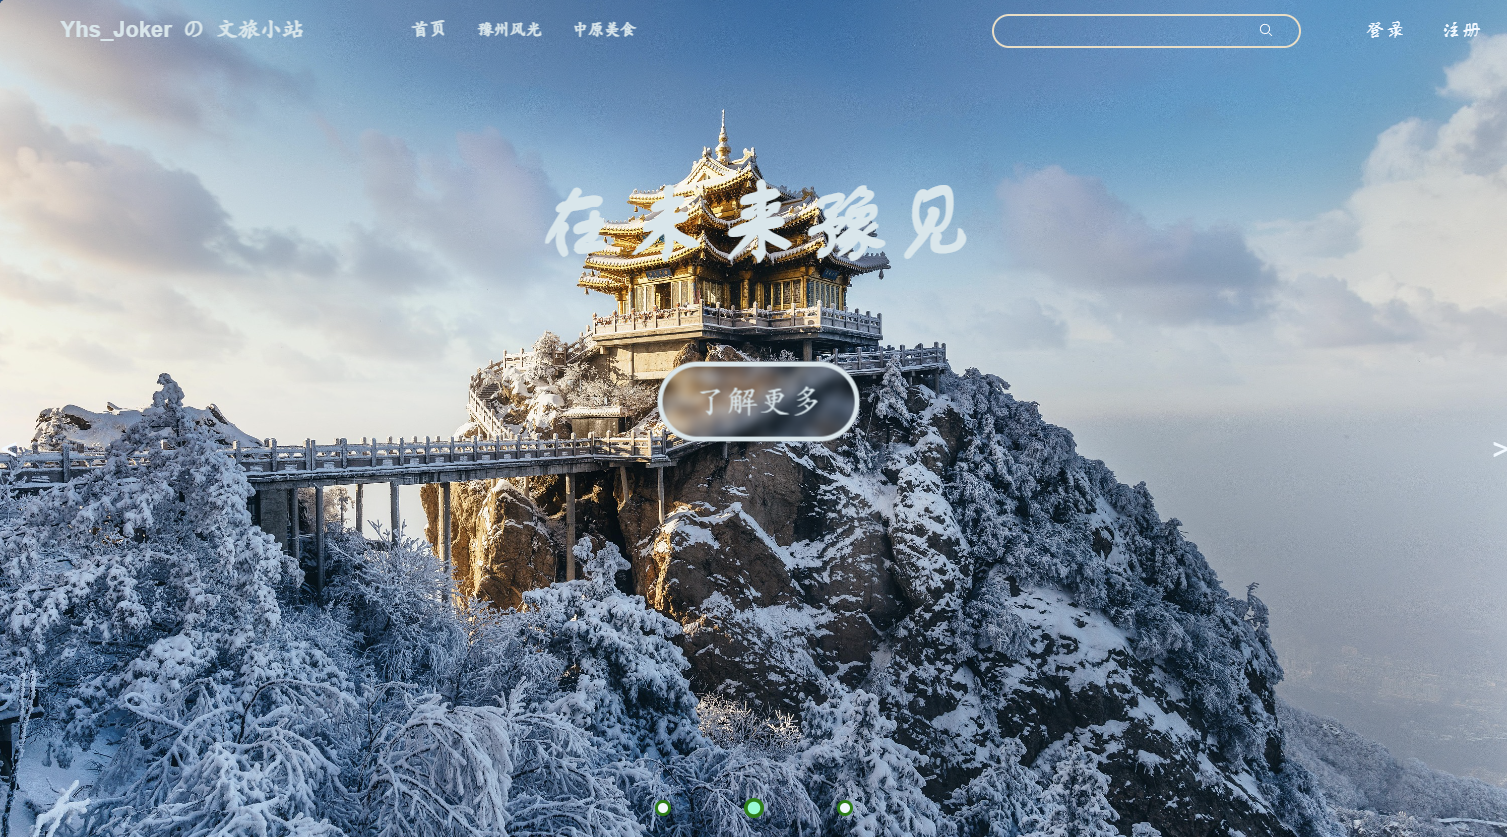 Yhs_Joker の 文旅小站
首页 豫州风光 中原美食
登录 注册
在未来豫见
了解更多
>